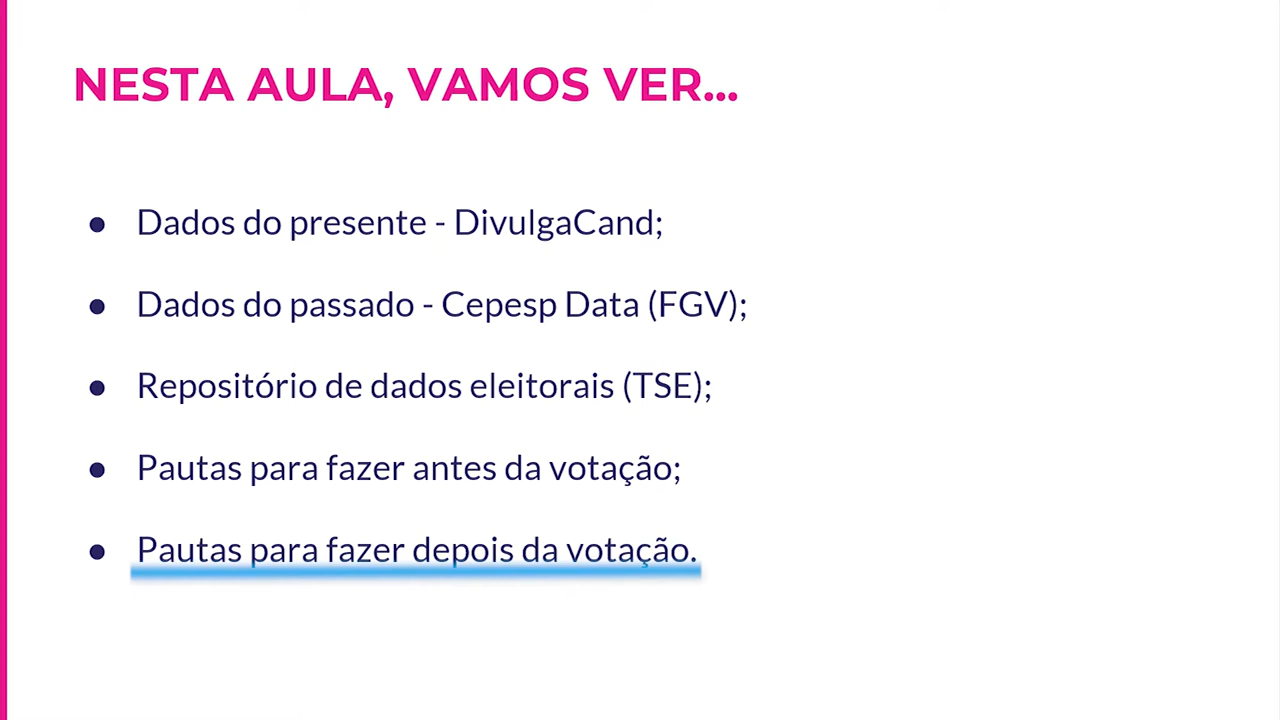 NESTA AULA, VAMOS VER...
● Dados do presente - DivulgaCand;
● Dados do passado - Cepesp Data (FGV);
● Repositório de dados eleitorais (TSE);
● Pautas para fazer antes da votação;
● Pautas para fazer depois da votação.